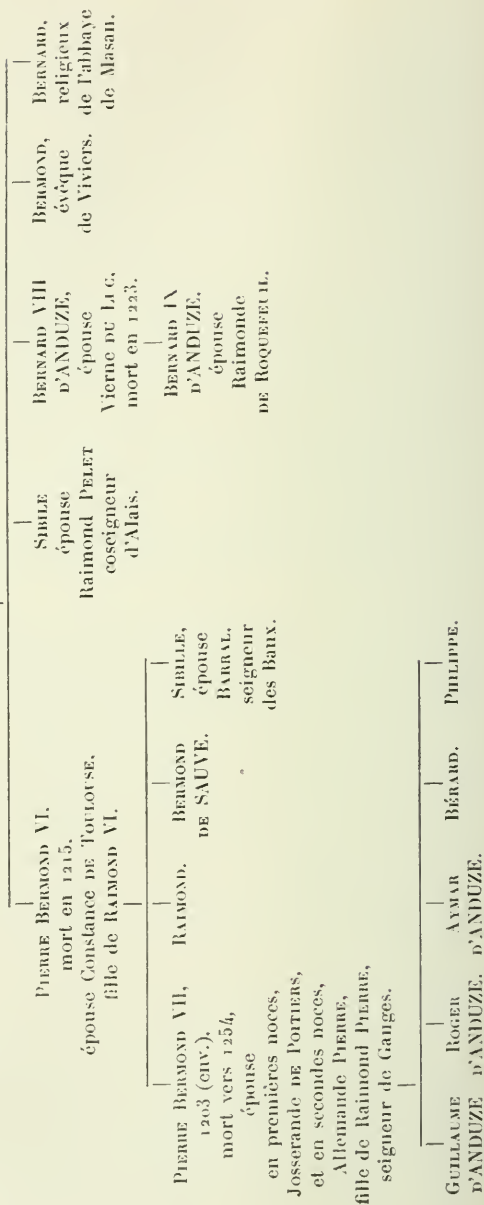 PIERRE BERMOND VI.
mort en 1215.
épouse Constance DE TOULOUSE,
fille de RAIMOND VI.
SIBILE
épouse
Raimond PELET
coseigneur
d'Alais.
BERNARD VIII
D'ANDUZE,
épouse
Vierne DU LUC,
mort en 1223.
BERMOND,
évêque
de Viviers.
BERNARD,
religieux
de l'abbaye
de Masan.
BERNARD IX
D'ANDUZE.
épouse
Raimonde
DE ROQUEFEUIL.
PIERRE BERMOND VII,
1203 (env.),
mort vers 1254,
épouse
en premières noces,
Josserande DE POITIERS,
et en secondes noces,
Allemande PIERRE,
fille de Raimond PIERRE,
seigneur de Ganges.
RAIMOND.
BERMOND
DE SAUVE.
SIBILLE,
épouse
BARRAL,
seigneur
des Baux.
GUILLAUME
D'ANDUZE
ROGER
D'ANDUZE.
AYMAR
D'ANDUZE.
BÉRARD.
PHILIPPE.